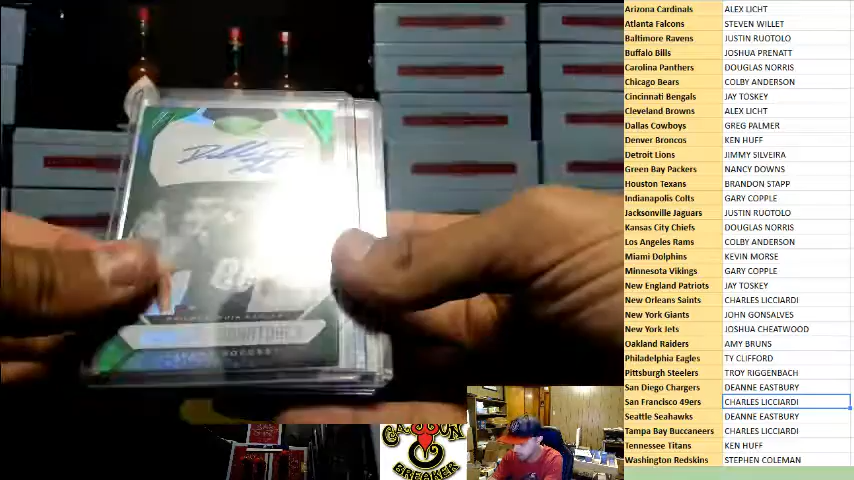 Arizona Cardinals ALEX LICHT
Atlanta Falcons STEVEN WILLET
Baltimore Ravens JUSTIN RUOTOLO
Buffalo Bills JOSHUA PRENATT
Carolina Panthers DOUGLAS NORRIS
Chicago Bears COLBY ANDERSON
Cincinnati Bengals JAY TOSKEY
Cleveland Browns ALEX LICHT
Dallas Cowboys GREG PALMER
Denver Broncos KEN HUFF
Detroit Lions JIMMY SILVEIRA
Green Bay Packers NANCY DOWNS
Houston Texans BRANDON STAPP
Indianapolis Colts GARY COPPLE
Jacksonville Jaguars JUSTIN RUOTOLO
Kansas City Chiefs DOUGLAS NORRIS
Los Angeles Rams COLBY ANDERSON
Miami Dolphins KEVIN MORSE
Minnesota Vikings GARY COPPLE
New England Patriots JAY TOSKEY
New Orleans Saints CHARLES LICCIARDI
New York Giants JOHN GONSALVES
New York Jets JOSHUA CHEATWOOD
Oakland Raiders AMY BRUNS
Philadelphia Eagles TY CLIFFORD
Pittsburgh Steelers TROY RIGGENBACH
San Diego Chargers DEANNE EASTBURY
San Francisco 49ers CHARLES LICCIARDI
Seattle Seahawks DEANNE EASTBURY
Tampa Bay Buccaneers CHARLES LICCIARDI
Tennessee Titans KEN HUFF
Washington Redskins STEPHEN COLEMAN
CAJUN
BREAKER